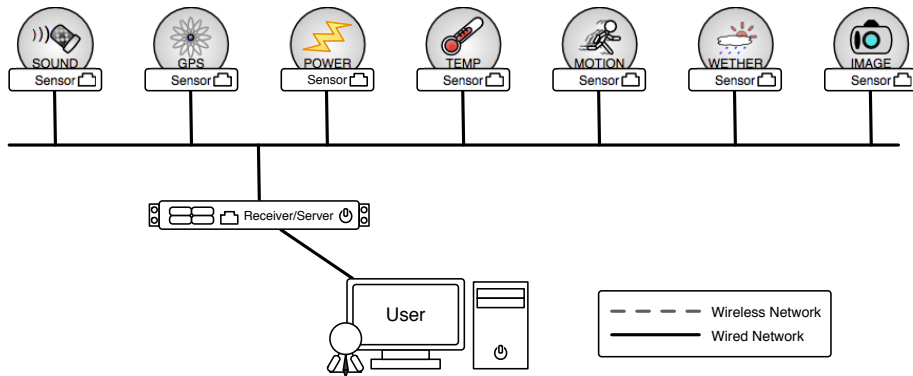 SOUND GPS POWER TEMP MOTION WETHER IMAGE
Sensor Sensor Sensor Sensor Sensor Sensor Sensor
Receiver/Server
User
Wireless Network
Wired Network